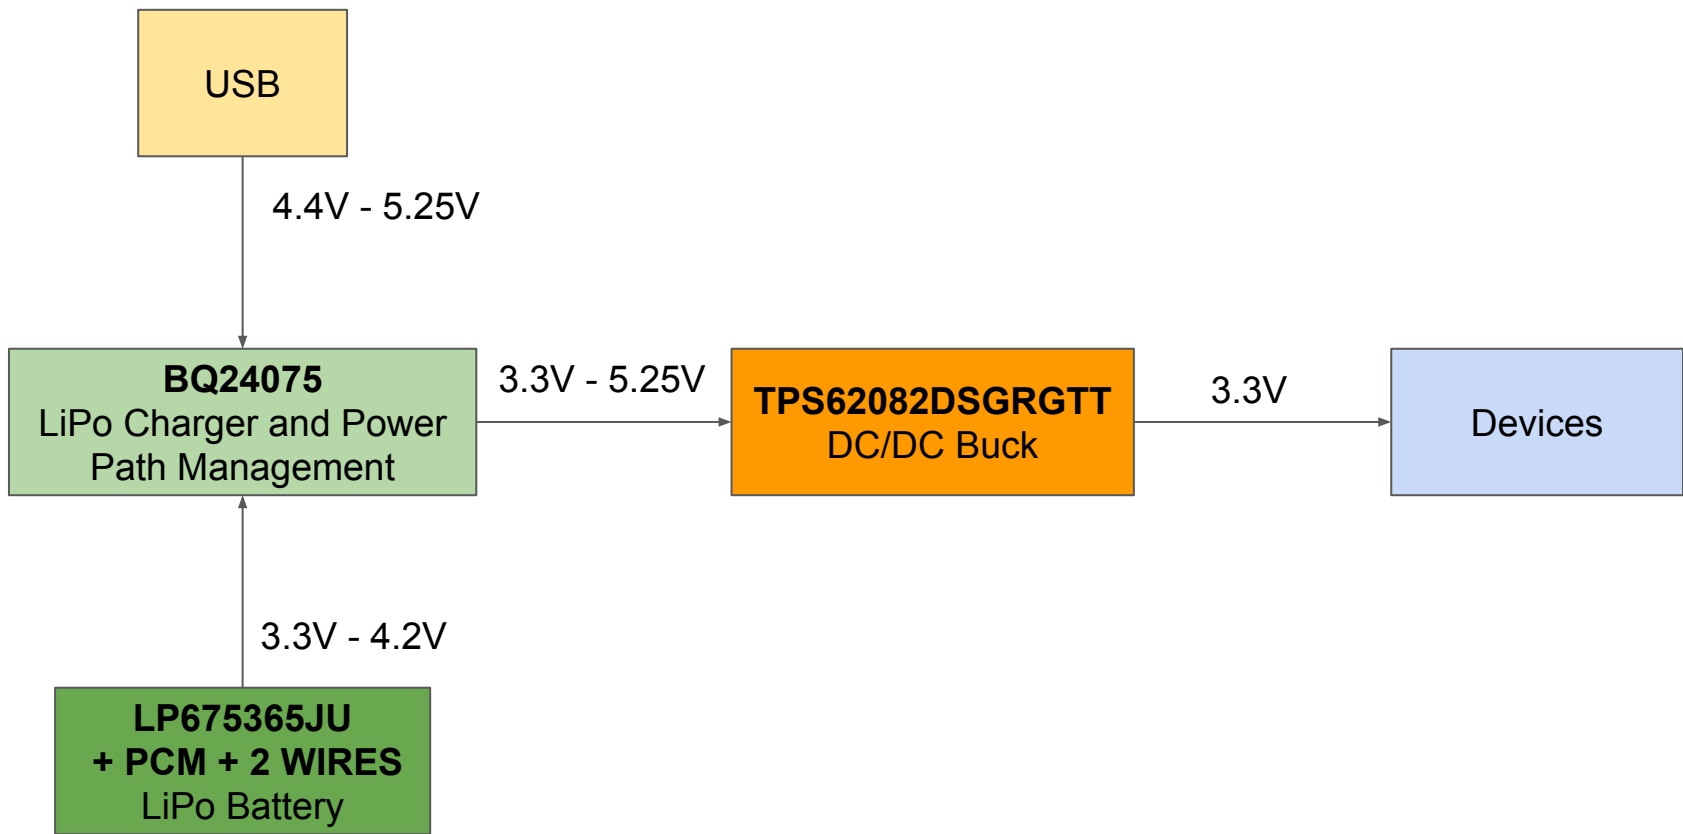 USB
4.4V - 5.25V
BQ24075
LiPo Charger and Power
Path Management
3.3V - 5.25V
TPS62082DSGRGTT
DC/DC Buck
3.3V
Devices
3.3V - 4.2V
LP675365JU
+ PCM + 2 WIRES
LiPo Battery